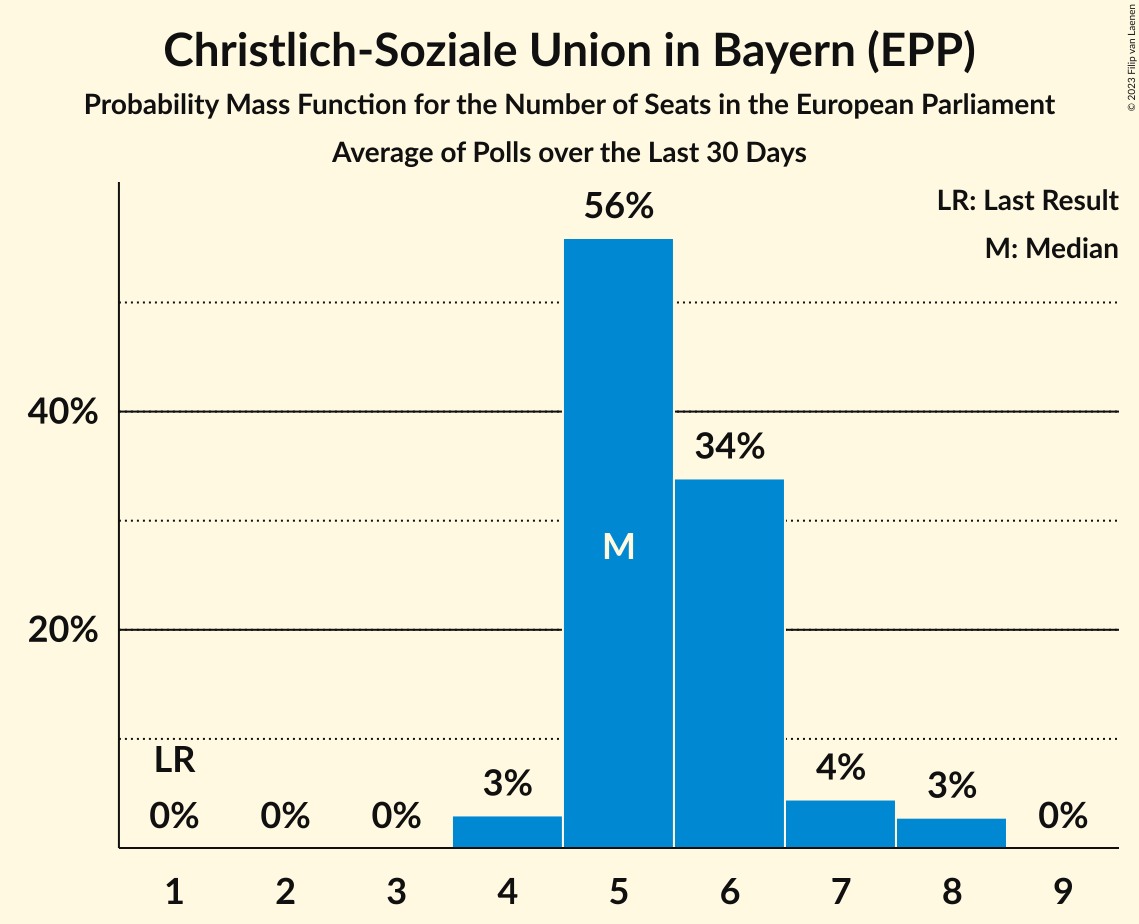 Christlich-Soziale Union in Bayern (EPP)
Probability Mass Function for the Number of Seats in the European Parliament
Average of Polls over the Last 30 Days
© 2023 Filip van Laenen
LR: Last Result
M: Median
56%
40%
34%
M
20%
LR
0% 0% 0% 3% 4% 3% 0%
1 2 3 4 5 6 7 8 9